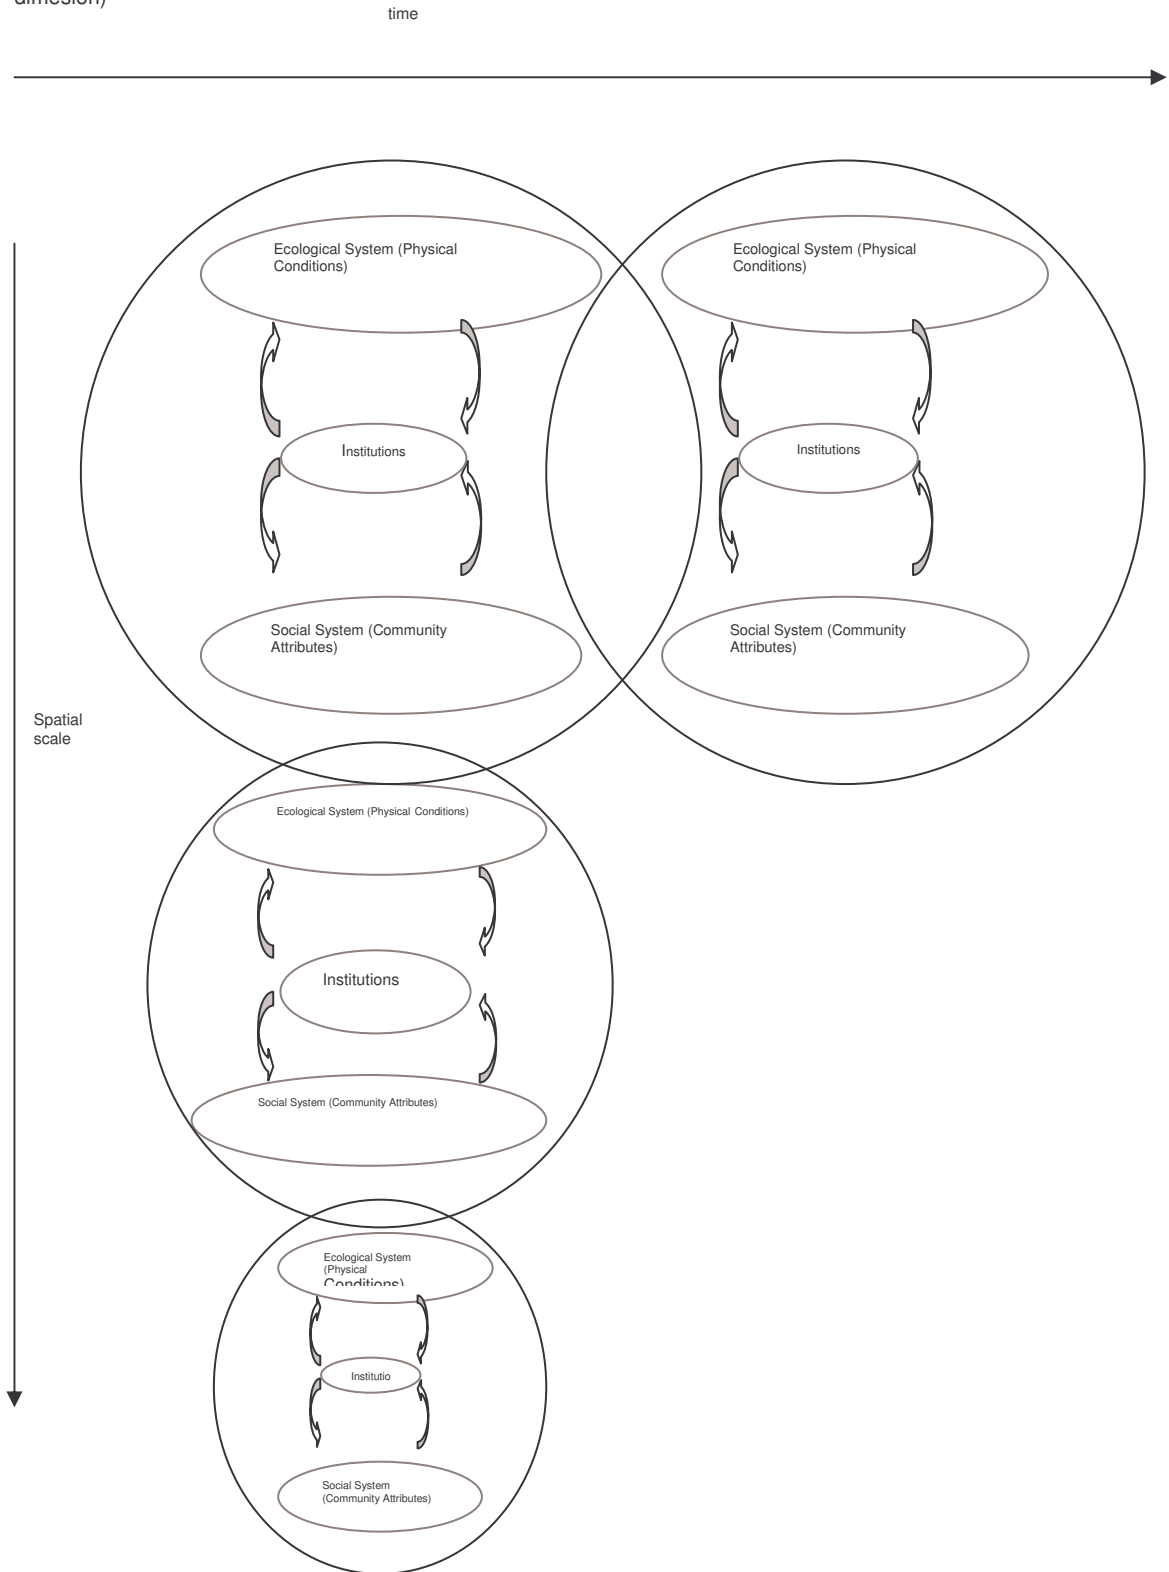 dimesion)
time
Ecological System (Physical
Conditions)
Ecological System (Physical
Conditions)
Institutions
Institutions
Social System (Community
Attributes)
Social System (Community
Attributes)
Spatial
scale
Ecological System (Physical Conditions)
Institutions
Social System (Community Attributes)
Ecological System
(Physical
Conditions)
Institutio
Social System
(Community Attributes)